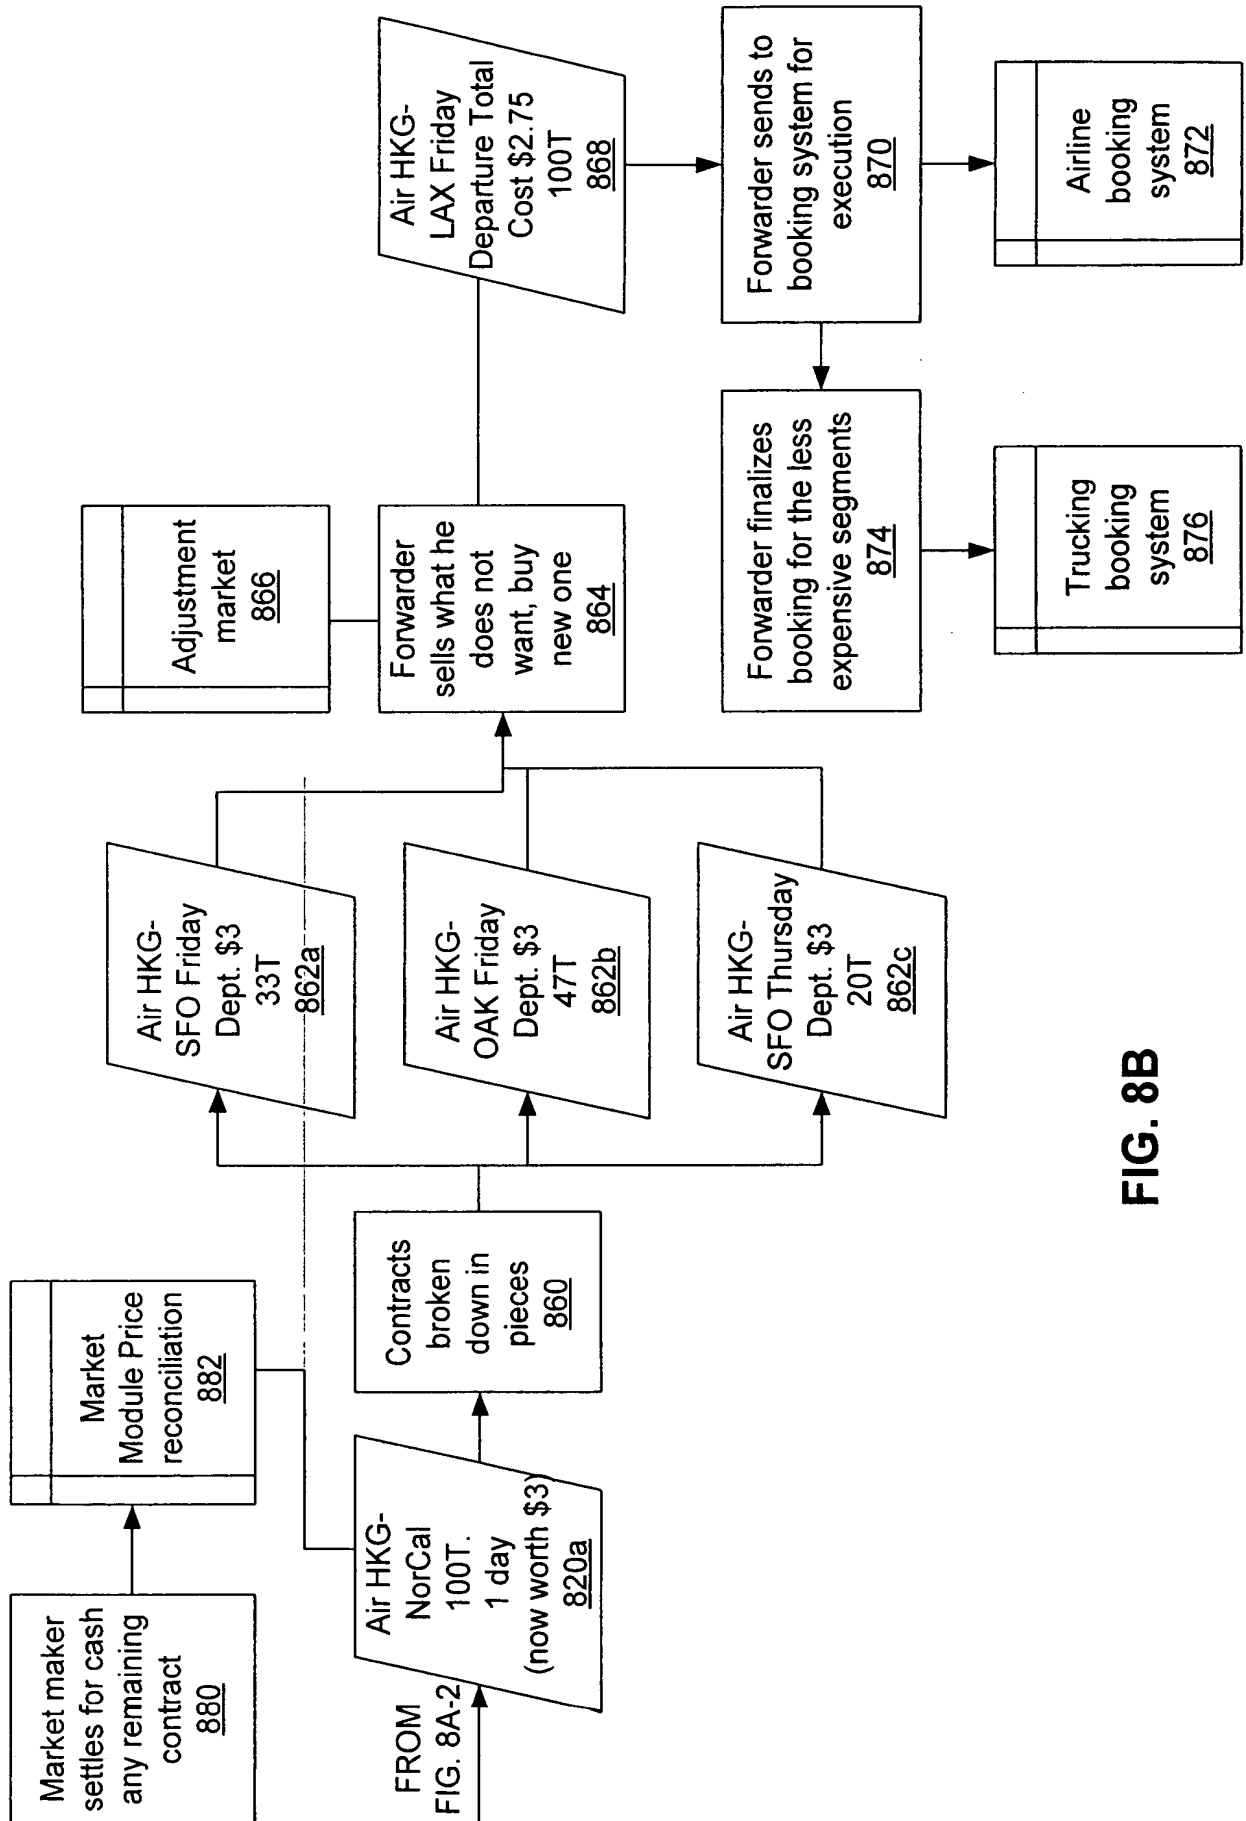 Market maker
settles for cash
any remaining
contract
880
Market
Module Price
reconciliation
882
FROM
FIG. 8A-2
Air HKG-
NorCal
100T.
1 day
(now worth $3)
820a
Contracts
broken
down in
pieces
860
Air HKG-
SFO Friday
Dept. $3
33T
862a
Air HKG-
OAK Friday
Dept. $3
47T
862b
Air HKG-
SFO Thursday
Dept. $3
20T
862c
Adjustment
market
866
Forwarder
sells what he
does not
want, buy
new one
864
Air HKG-
LAX Friday
Departure Total
Cost $2.75
100T
868
Forwarder sends to
booking system for
execution
870
Airline
booking
system
872
Forwarder finalizes
booking for the less
expensive segments
874
Trucking
booking
system
876
FIG. 8B